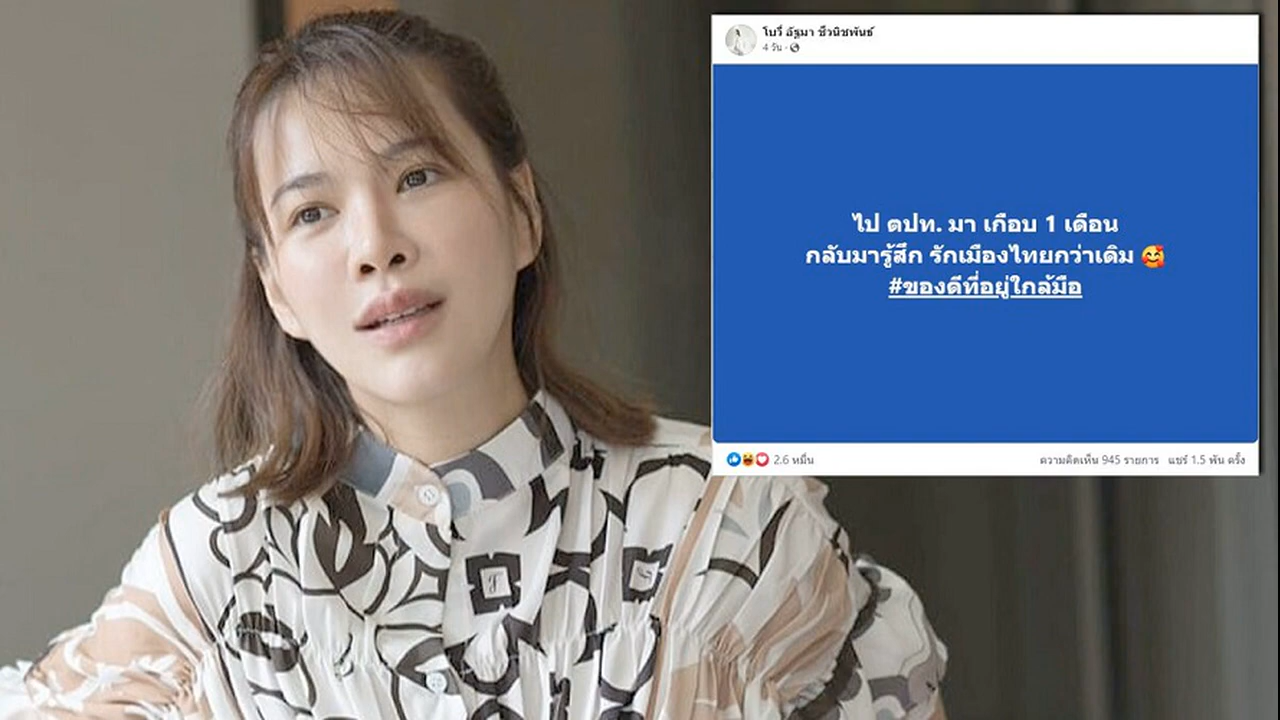 โบวี่ อัฐมา ชีวนิชพันธ์
4 วัน ·
ไป ตปท. มา เกือบ 1 เดือน
กลับมารู้สึก รักเมืองไทยกว่าเดิม 🥰
#ของดีที่อยู่ใกล้มือ
2.6 หมื่น
ความคิดเห็น 945 รายการ แชร์ 1.5 พัน ครั้ง